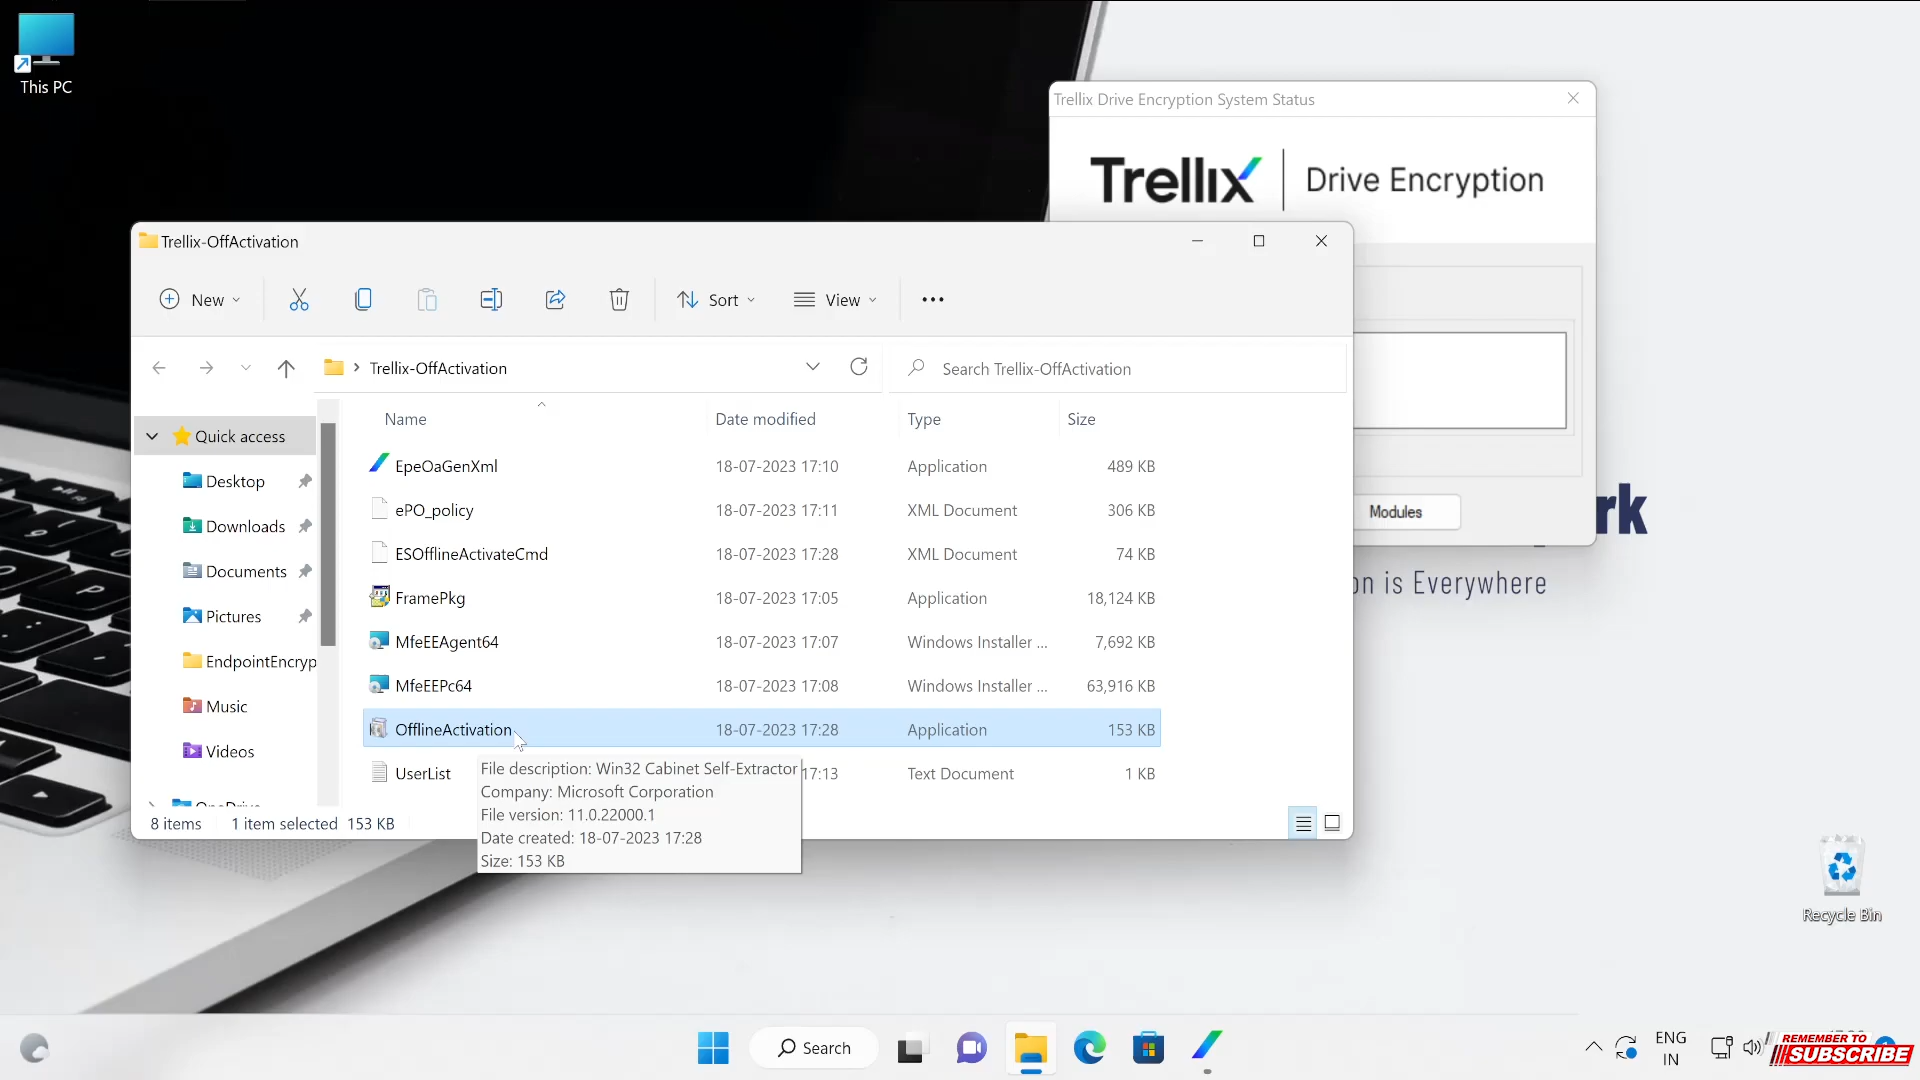 This PC
Trellix Drive Encryption System Status
Trellix | Drive Encryption
Trellix-OffActivation
New
Sort
View
Trellix-OffActivation
Search Trellix-OffActivation
Name Date modified Type Size
Quick access
Desktop
Downloads
Documents
Pictures
EndpointEncryp
Music
Videos
EpeOaGenXml 18-07-2023 17:10 Application 489 KB
ePO_policy 18-07-2023 17:11 XML Document 306 KB
ESOfflineActivateCmd 18-07-2023 17:28 XML Document 74 KB
FramePkg 18-07-2023 17:05 Application 18,124 KB
MfeEEAgent64 18-07-2023 17:07 Windows Installer ... 7,692 KB
MfeEEPc64 18-07-2023 17:08 Windows Installer ... 63,916 KB
OfflineActivation 18-07-2023 17:28 Application 153 KB
UserList 17:13 Text Document 1 KB
File description: Win32 Cabinet Self-Extractor
Company: Microsoft Corporation
File version: 11.0.22000.1
Date created: 18-07-2023 17:28
Size: 153 KB
8 items 1 item selected 153 KB
Modules
rk
on is Everywhere
Recycle Bin
Search
ENG
IN
REMEMBER TO
SUBSCRIBE